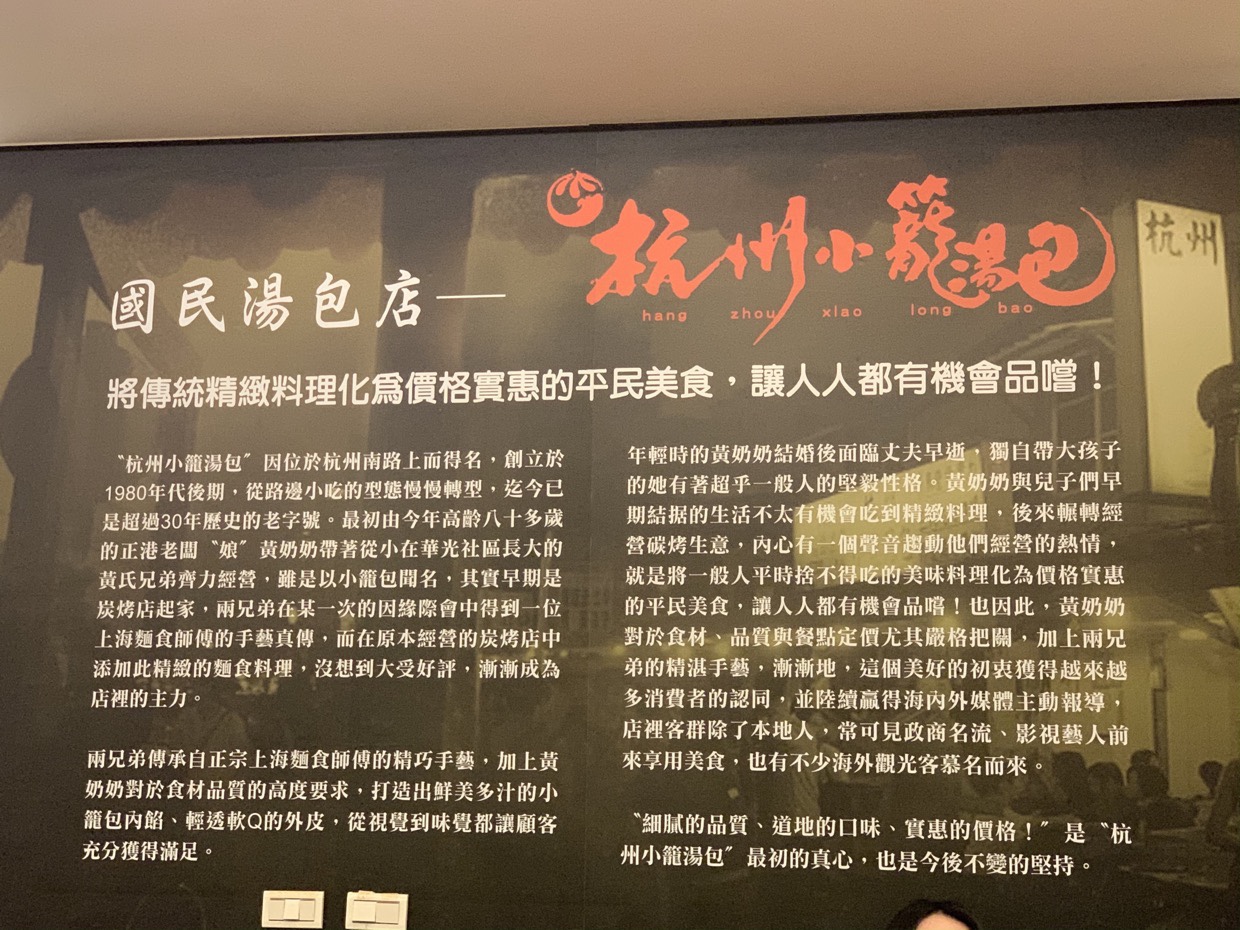 杭州小籠湯包
hang zhou xiao long bao
杭州
國民湯包店——
將傳統精緻料理化為價格實惠的平民美食，讓人人都有機會品嚐！
〝杭州小籠湯包〞因位於杭州南路上而得名，創立於
1980年代後期，從路邊小吃的型態慢慢轉型，迄今已
是超過30年歷史的老字號。最初由今年高齡八十多歲
的正港老闆〝娘〞黃奶奶帶著從小在華光社區長大的
黃氏兄弟齊力經營，雖是以小籠包聞名，其實早期是
炭烤店起家，兩兄弟在某一次的因緣際會中得到一位
上海麵食師傅的手藝真傳，而在原本經營的炭烤店中
添加此精緻的麵食料理，沒想到大受好評，漸漸成為
店裡的主力。
兩兄弟傳承自正宗上海麵食師傅的精巧手藝，加上黃
奶奶對於食材品質的高度要求，打造出鮮美多汁的小
籠包內餡、輕透軟Q的外皮，從視覺到味覺都讓顧客
充分獲得滿足。
年輕時的黃奶奶結婚後面臨丈夫早逝，獨自帶大孩子
的她有著超乎一般人的堅毅性格。黃奶奶與兒子們早
期結据的生活不太有機會吃到精緻料理，後來輾轉經
營碳烤生意，內心有一個聲音趨動他們經營的熱情，
就是將一般人平時捨不得吃的美味料理化為價格實惠
的平民美食，讓人人都有機會品嚐！也因此，黃奶奶
對於食材、品質與餐點定價尤其嚴格把關，加上兩兄
弟的精湛手藝，漸漸地，這個美好的初衷獲得越來越
多消費者的認同，並陸續贏得海內外媒體主動報導，
店裡客群除了本地人，常可見政商名流、影視藝人前
來享用美食，也有不少海外觀光客慕名而來。
〝細膩的品質、道地的口味、實惠的價格！〞是〝杭
州小籠湯包〞最初的真心，也是今後不變的堅持。